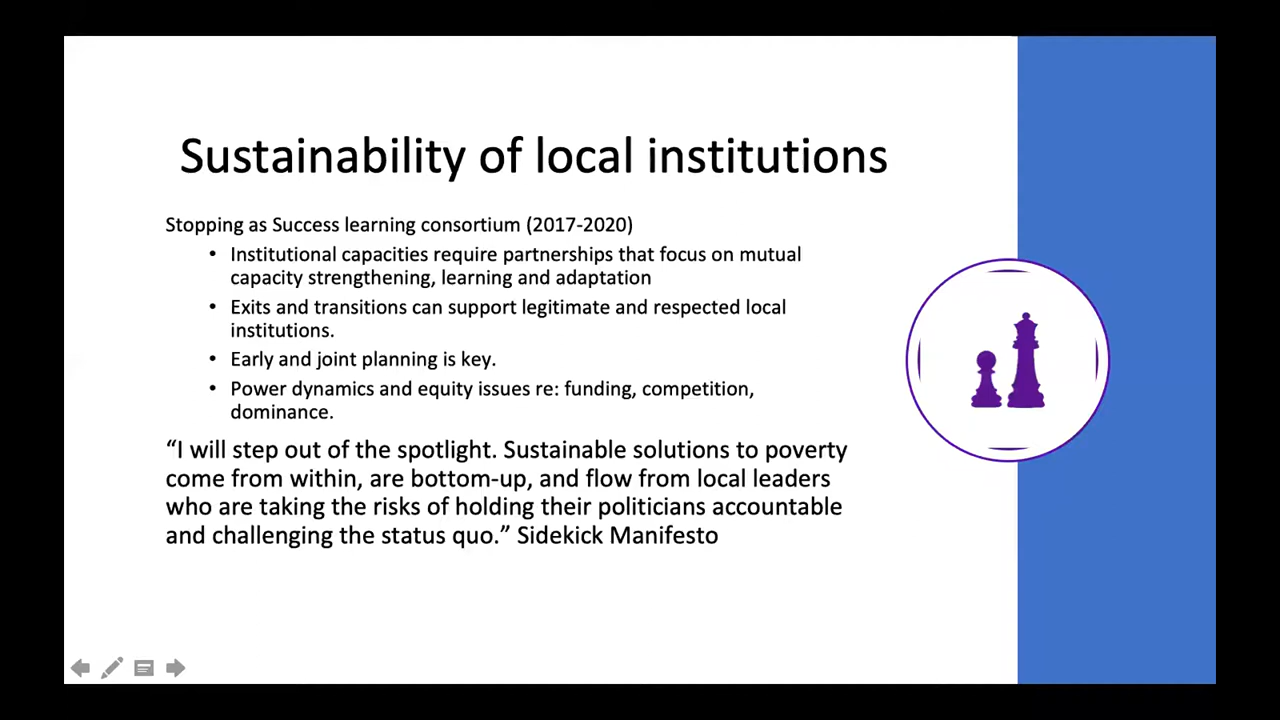 Sustainability of local institutions
Stopping as Success learning consortium (2017-2020)
• Institutional capacities require partnerships that focus on mutual
capacity strengthening, learning and adaptation
• Exits and transitions can support legitimate and respected local
institutions.
• Early and joint planning is key.
• Power dynamics and equity issues re: funding, competition,
dominance.
“I will step out of the spotlight. Sustainable solutions to poverty
come from within, are bottom-up, and flow from local leaders
who are taking the risks of holding their politicians accountable
and challenging the status quo.” Sidekick Manifesto